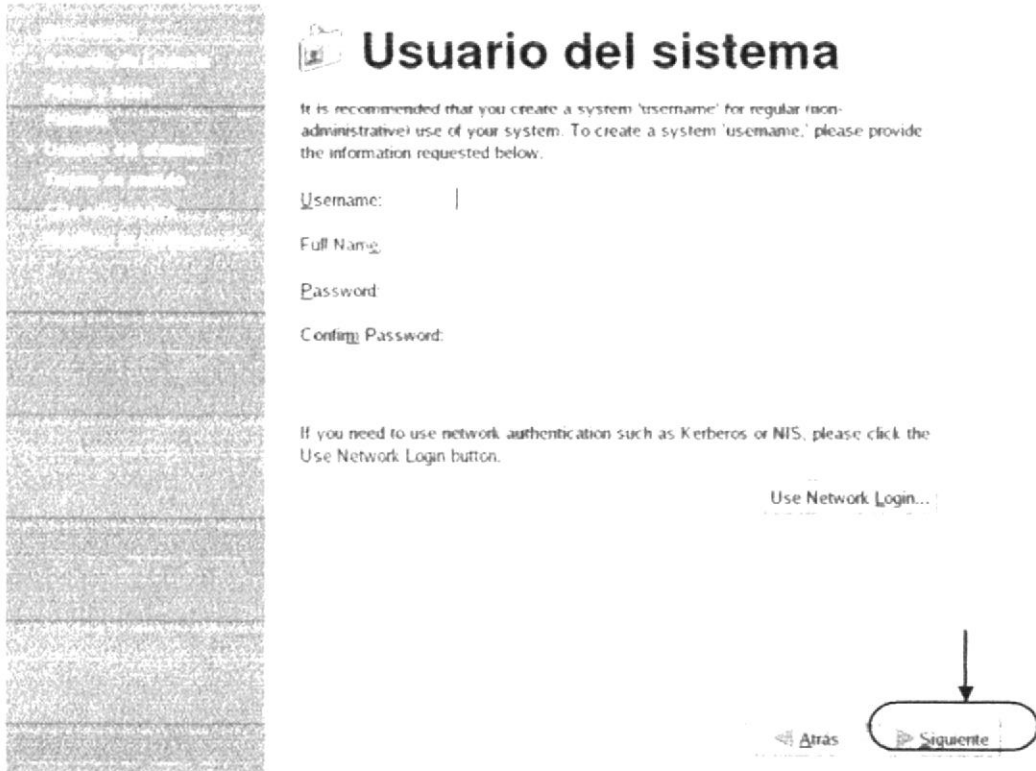 Usuario del sistema
It is recommended that you create a system 'username' for regular (non-
administrative) use of your system. To create a system 'username,' please provide
the information requested below.
Username:
Full Name:
Password:
Confirm Password:
If you need to use network authentication such as Kerberos or NIS, please click the
Use Network Login button.
Use Network Login...
Atrás
Siguiente